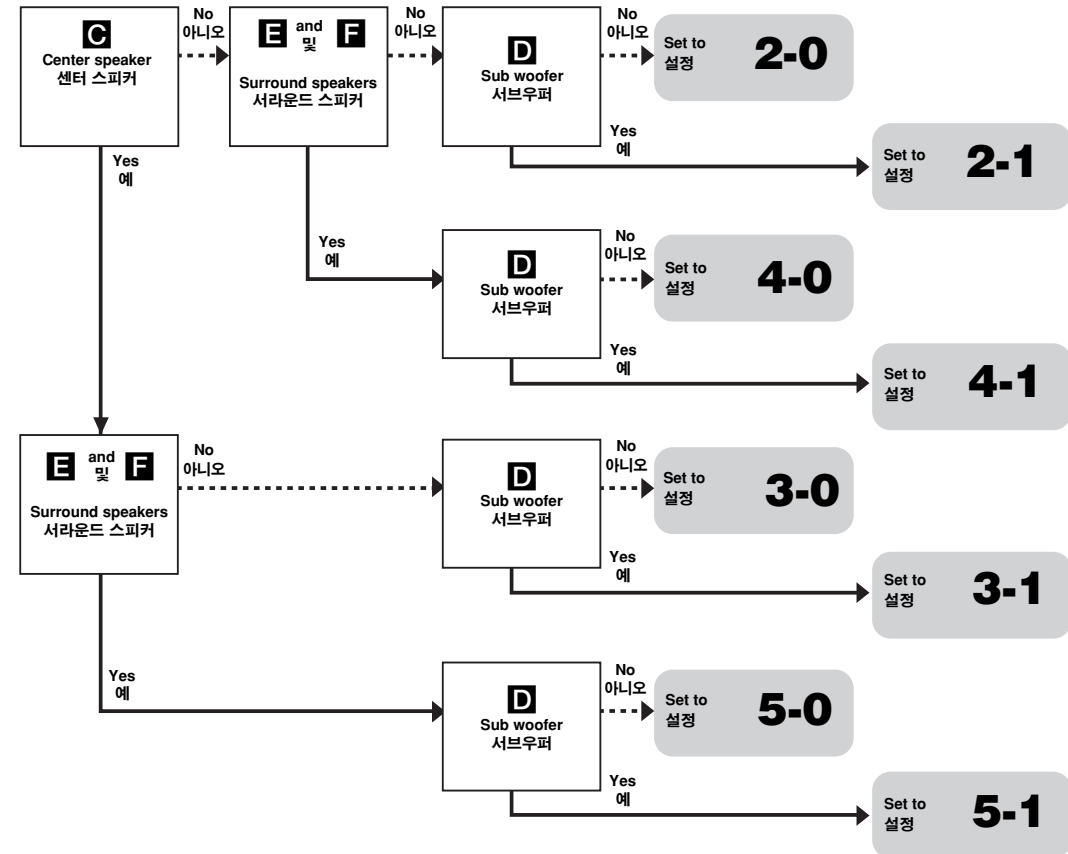 C
Center speaker
센터 스피커
No
아니오
E and F
및
Surround speakers
서라운드 스피커
No
아니오
D
Sub woofer
서브우퍼
No
아니오
Set to
설정
2-0
Yes
예
Set to
설정
2-1
Yes
예
Yes
예
D
Sub woofer
서브우퍼
No
아니오
Set to
설정
4-0
Yes
예
Set to
설정
4-1
E and F
및
Surround speakers
서라운드 스피커
No
아니오
D
Sub woofer
서브우퍼
No
아니오
Set to
설정
3-0
Yes
예
Set to
설정
3-1
Yes
예
D
Sub woofer
서브우퍼
No
아니오
Set to
설정
5-0
Yes
예
Set to
설정
5-1